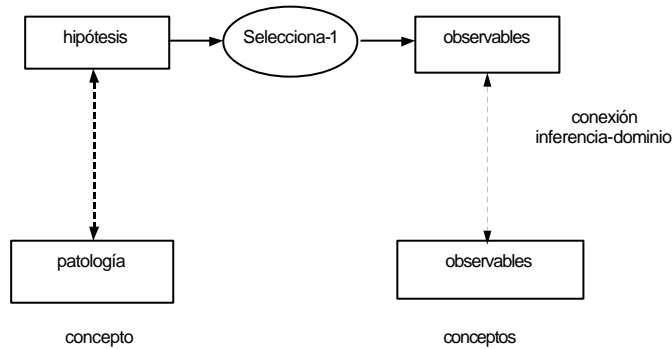 hipótesis
Selecciona-1
observables
conexión
inferencia-dominio
patología
observables
concepto
conceptos